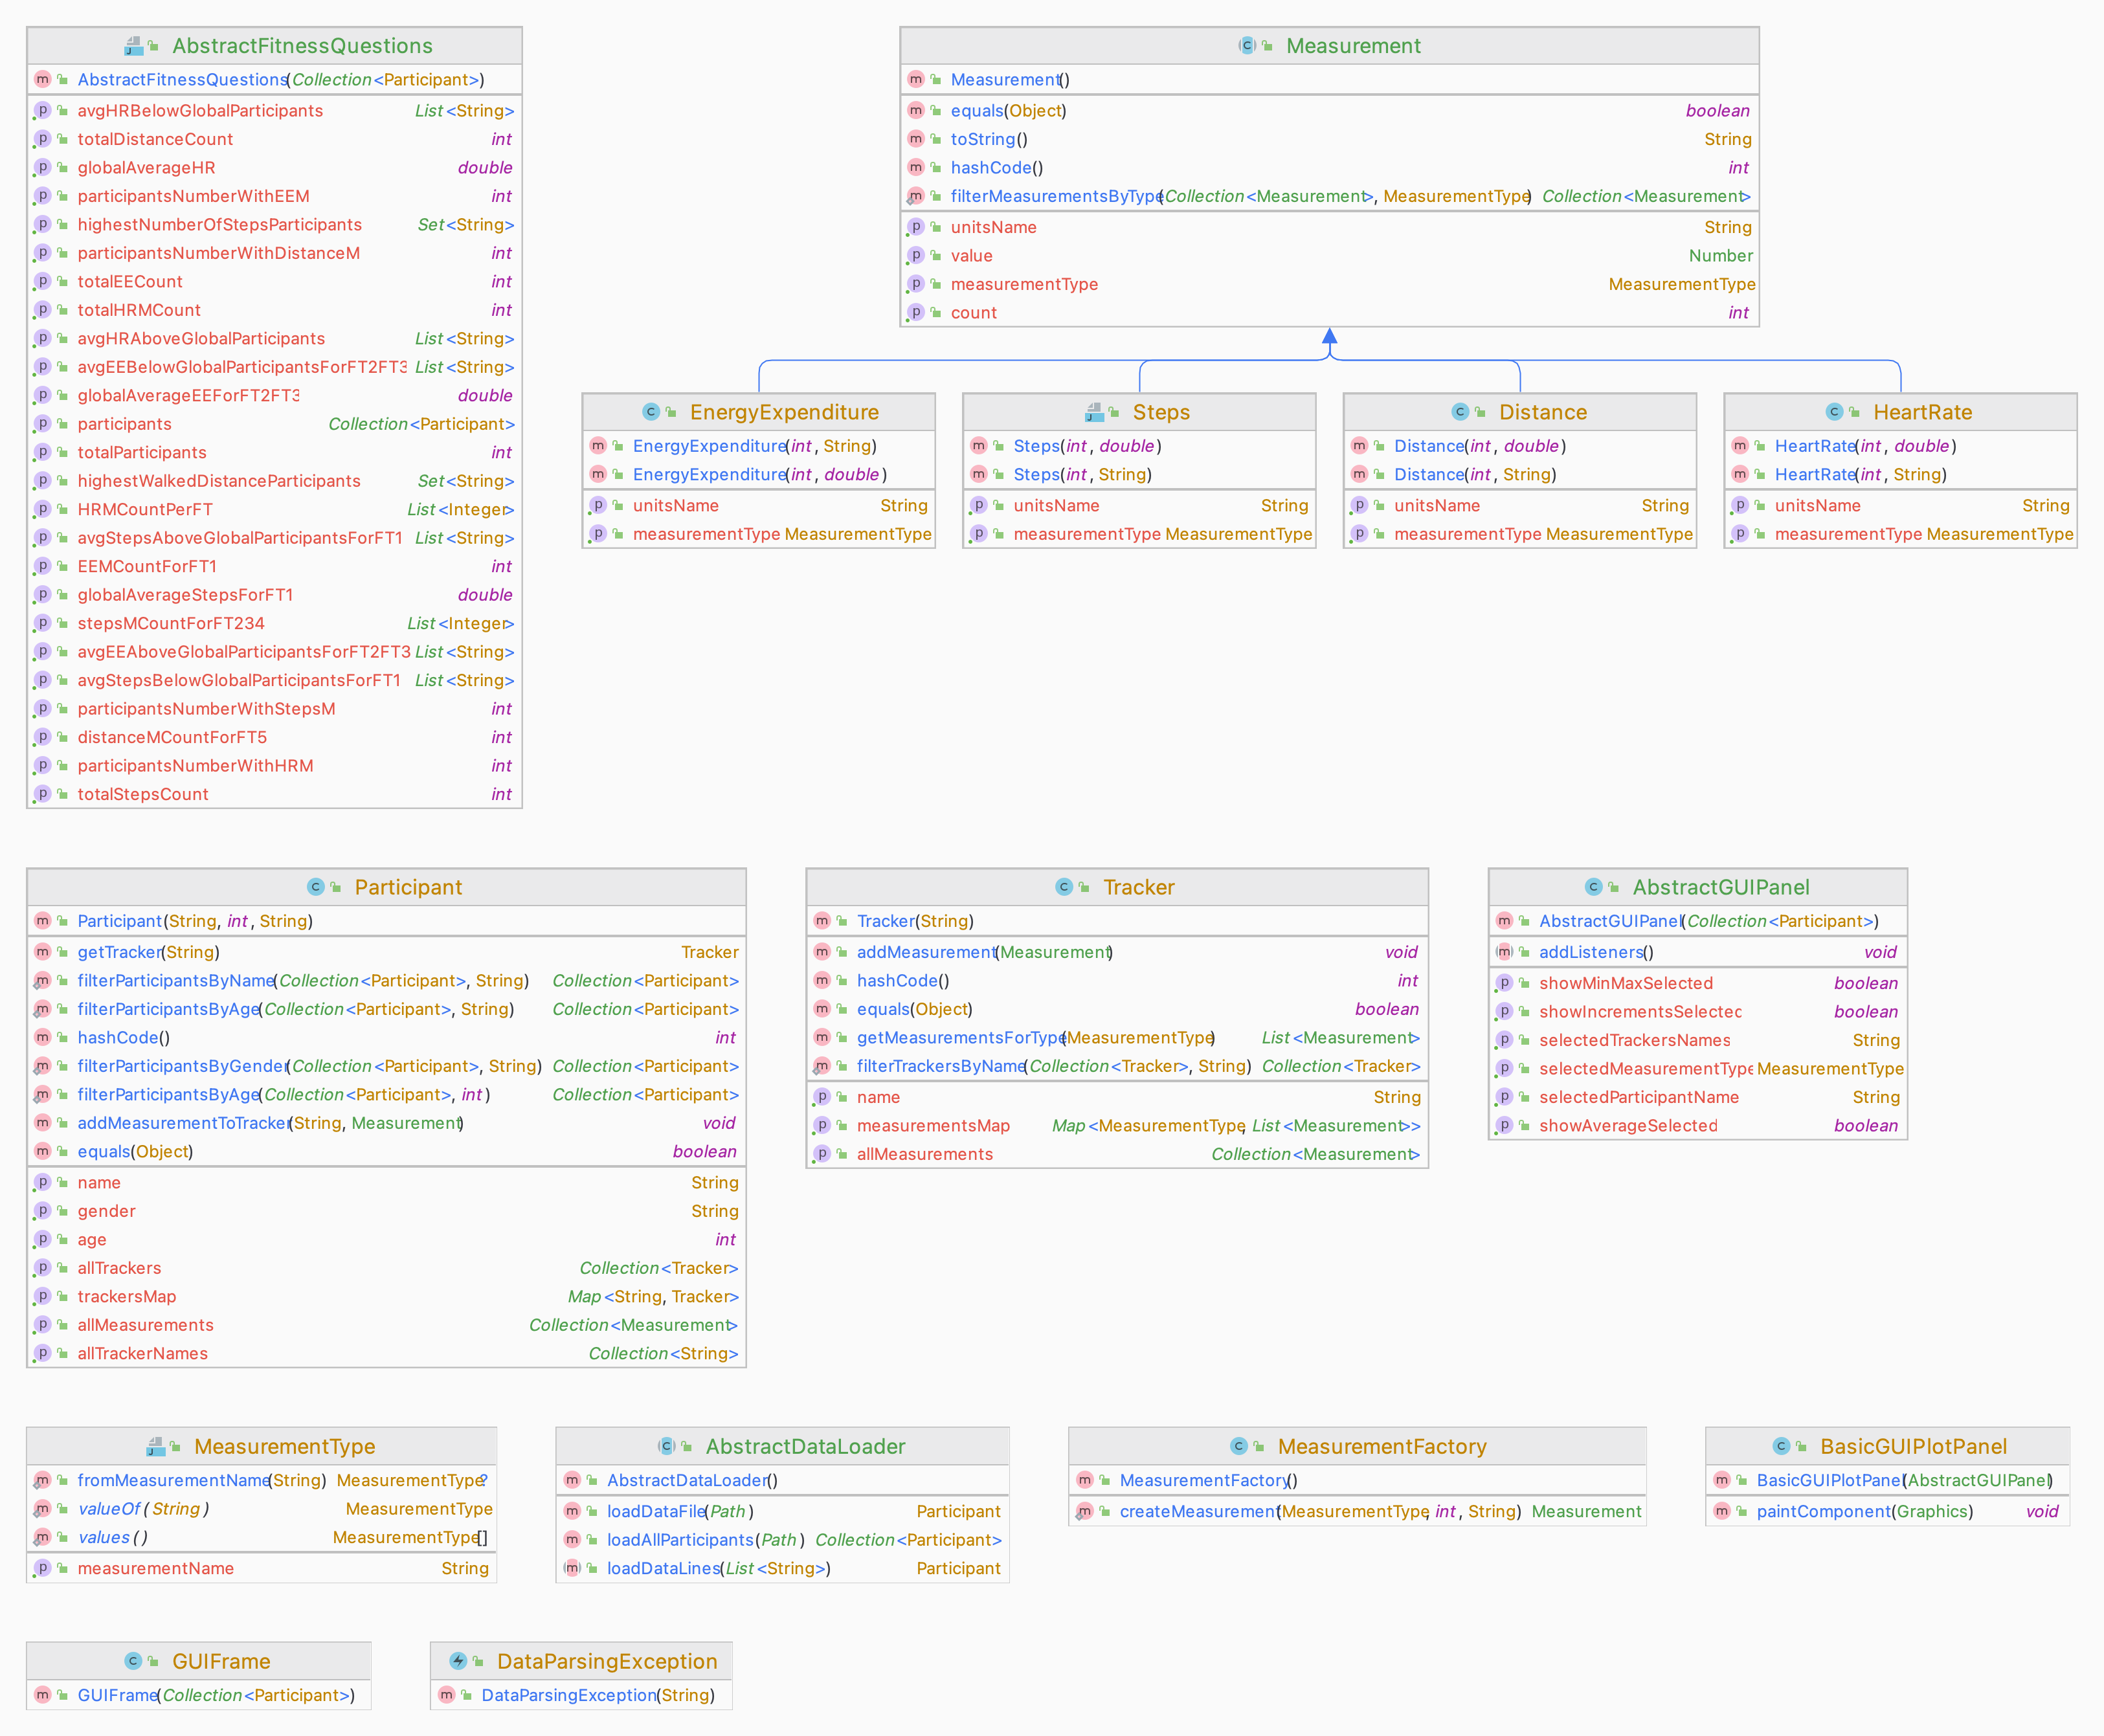 AbstractFitnessQuestions
AbstractFitnessQuestions(Collection<Participant>)
avgHRBelowGlobalParticipants List<String>
totalDistanceCount int
globalAverageHR double
participantsNumberWithEEM int
highestNumberOfStepsParticipants Set<String>
participantsNumberWithDistanceM int
totalEECount int
totalHRMCount int
avgHRAboveGlobalParticipants List<String>
avgEEBelowGlobalParticipantsForFT2FT3 List<String>
globalAverageEEForFT2FT3 double
participants Collection<Participant>
totalParticipants int
highestWalkedDistanceParticipants Set<String>
HRMCountPerFT List<Integer>
avgStepsAboveGlobalParticipantsForFT1 List<String>
EEMCountForFT1 int
globalAverageStepsForFT1 double
stepsMCountForFT234 List<Integer>
avgEEAboveGlobalParticipantsForFT2FT3 List<String>
avgStepsBelowGlobalParticipantsForFT1 List<String>
participantsNumberWithStepsM int
distanceMCountForFT5 int
participantsNumberWithHRM int
totalStepsCount int
Measurement
Measurement()
equals(Object) boolean
toString() String
hashCode() int
filterMeasurementsByType(Collection<Measurement>, MeasurementType) Collection<Measurement>
unitsName String
value Number
measurementType MeasurementType
count int
EnergyExpenditure
EnergyExpenditure(int, String)
EnergyExpenditure(int, double)
unitsName String
measurementType MeasurementType
Steps
Steps(int, double)
Steps(int, String)
unitsName String
measurementType MeasurementType
Distance
Distance(int, double)
Distance(int, String)
unitsName String
measurementType MeasurementType
HeartRate
HeartRate(int, double)
HeartRate(int, String)
unitsName String
measurementType MeasurementType
Participant
Participant(String, int, String)
getTracker(String) Tracker
filterParticipantsByName(Collection<Participant>, String) Collection<Participant>
filterParticipantsByAge(Collection<Participant>, String) Collection<Participant>
hashCode() int
filterParticipantsByGender(Collection<Participant>, String) Collection<Participant>
filterParticipantsByAge(Collection<Participant>, int) Collection<Participant>
addMeasurementToTracker(String, Measurement) void
equals(Object) boolean
name String
gender String
age int
allTrackers Collection<Tracker>
trackersMap Map<String, Tracker>
allMeasurements Collection<Measurement>
allTrackerNames Collection<String>
Tracker
Tracker(String)
addMeasurement(Measurement) void
hashCode() int
equals(Object) boolean
getMeasurementsForType(MeasurementType) List<Measurement>
filterTrackersByName(Collection<Tracker>, String) Collection<Tracker>
name String
measurementsMap Map<MeasurementType, List<Measurement>>
allMeasurements Collection<Measurement>
AbstractGUIPanel
AbstractGUIPanel(Collection<Participant>)
addListeners() void
showMinMaxSelected boolean
showIncrementsSelected boolean
selectedTrackersNames String
selectedMeasurementType MeasurementType
selectedParticipantName String
showAverageSelected boolean
MeasurementType
fromMeasurementName(String) MeasurementType?
valueOf(String) MeasurementType
values() MeasurementType[]
measurementName String
AbstractDataLoader
AbstractDataLoader()
loadDataFile(Path) Participant
loadAllParticipants(Path) Collection<Participant>
loadDataLines(List<String>) Participant
MeasurementFactory
MeasurementFactory()
createMeasurement(MeasurementType, int, String) Measurement
BasicGUIPlotPanel
BasicGUIPlotPanel(AbstractGUIPanel)
paintComponent(Graphics) void
GUIFrame
GUIFrame(Collection<Participant>)
DataParsingException
DataParsingException(String)